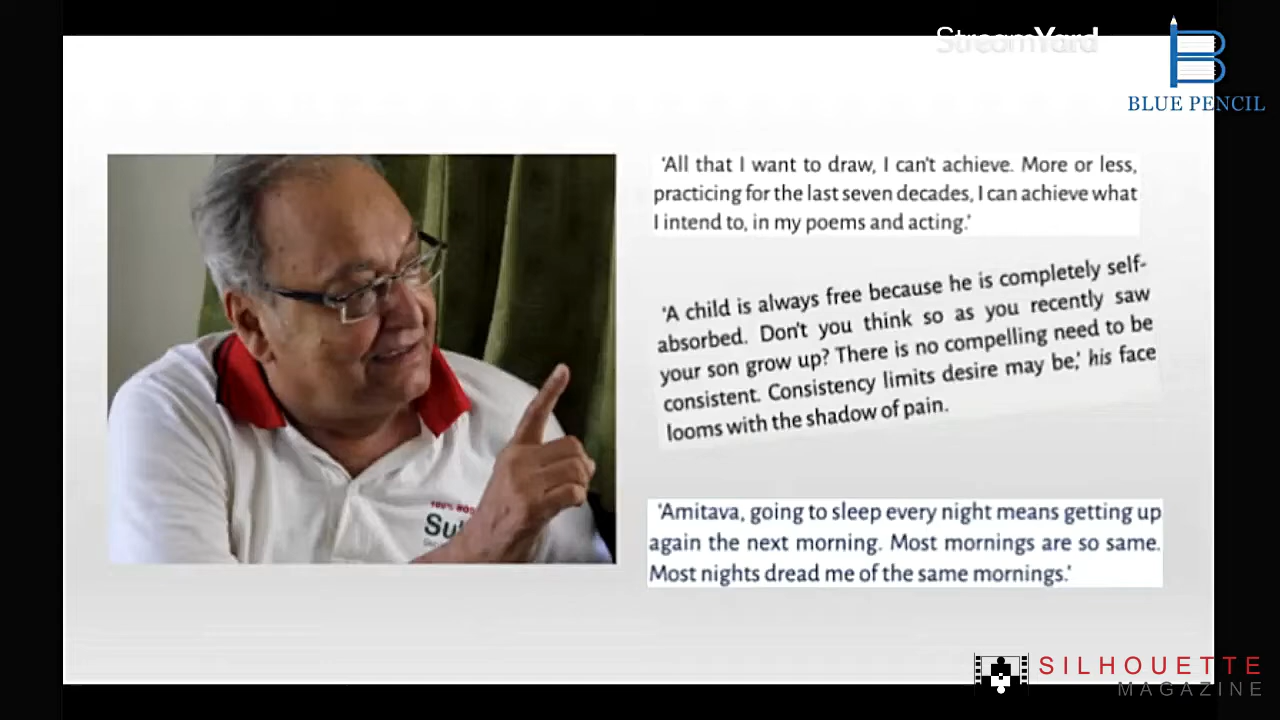 StreamYard
BLUE PENCIL
'All that I want to draw, I can't achieve. More or less,
practicing for the last seven decades, I can achieve what
I intend to, in my poems and acting.'
'A child is always free because he is completely self-
absorbed. Don't you think so as you recently saw
your son grow up? There is no compelling need to be
consistent. Consistency limits desire may be,' his face
looms with the shadow of pain.
'Amitava, going to sleep every night means getting up
again the next morning. Most mornings are so same.
Most nights dread me of the same mornings.'
100%
Su
SILHOUETTE
MAGAZINE